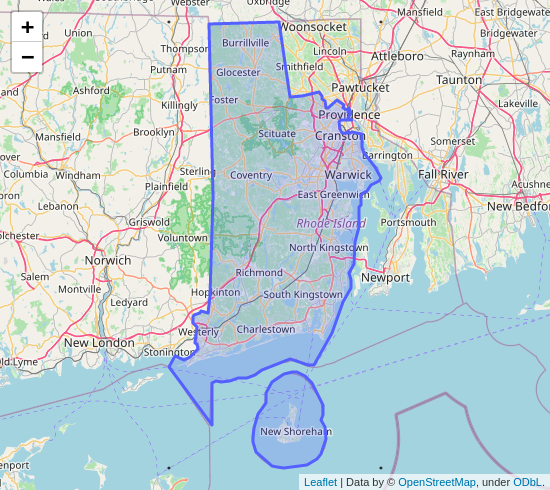 Webster
Mansfield
East Bridgewater
+
Union
Woonsocket
Bridgewater
Thompson
Burrillville
Lincoln
Attleboro
Raynham
−
Putnam
Glocester
Smithfield
Taunton
Ashford
Pawtucket
Foster
Killingly
Providence
Lakeville
Mansfield
Brooklyn
Scituate
Cranston
Somerset
Barrington
Columbia
Windham
Sterling
Coventry
Warwick
Fall River
Plainfield
East Greenwich
Lebanon
New Bedford
Griswold
Rhode Island
Portsmouth
Colchester
Voluntown
North Kingstown
Norwich
Salem
Richmond
Newport
Montville
Hopkinton
South Kingstown
Ledyard
Westerly
Charlestown
New London
Stonington
Old Lyme
New Shoreham
Leaflet | Data by © OpenStreetMap, under ODbL.